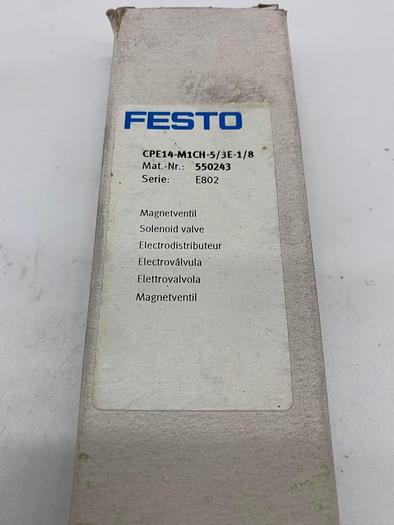 FESTO
CPE14-M1CH-5/3E-1/8
Mat.-Nr.: 550243
Serie: E802
Magnetventil
Solenoid valve
Electrodistributeur
Electroválvula
Elettrovalvola
Magnetventil